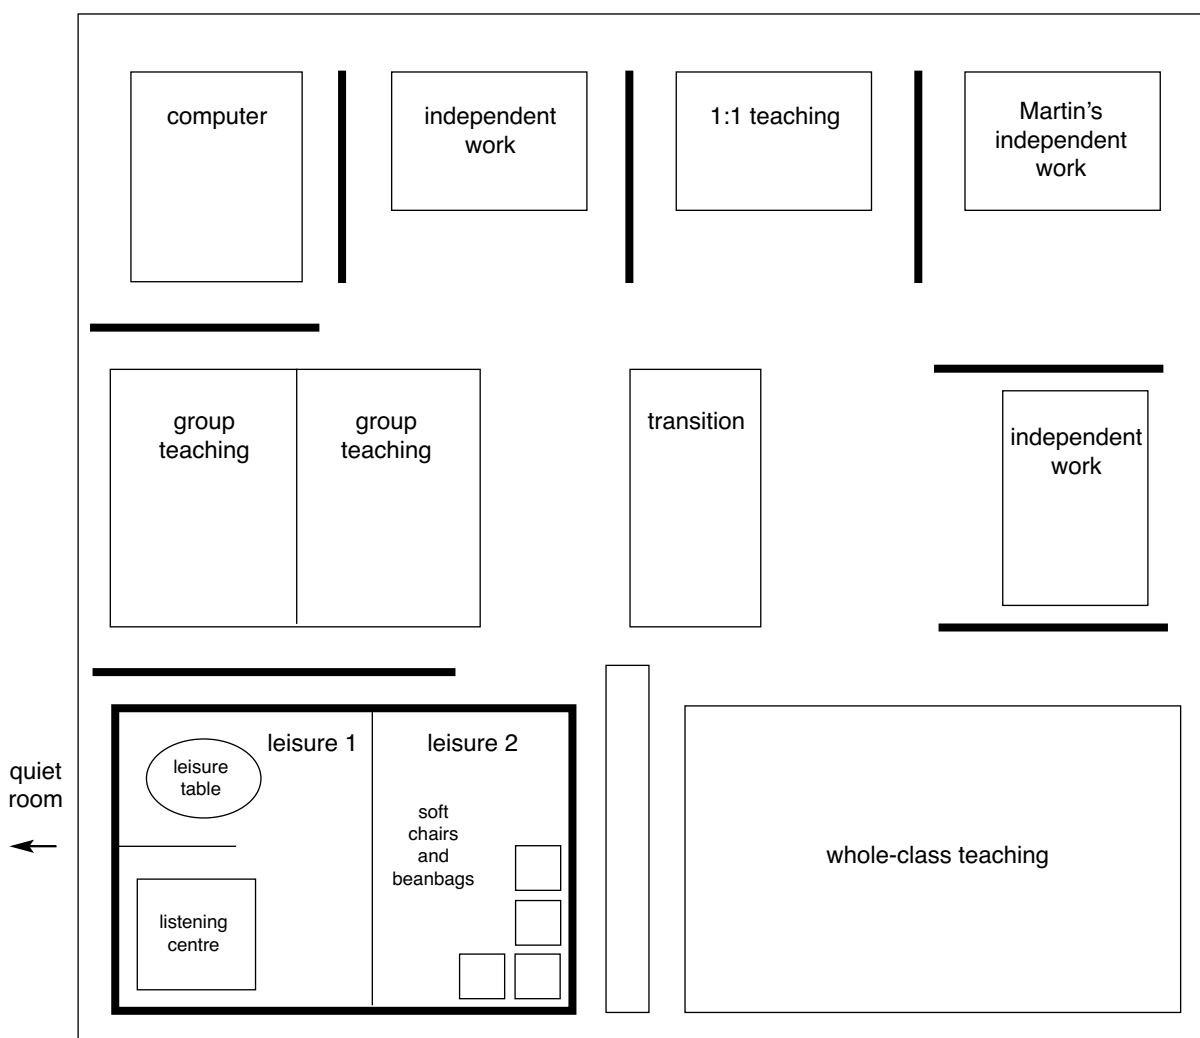 computer
independent
work
1:1 teaching
Martin’s
independent
work
group
teaching
group
teaching
transition
independent
work
quiet
room
leisure 1
leisure
table
listening
centre
leisure 2
soft
chairs
and
beanbags
whole-class teaching